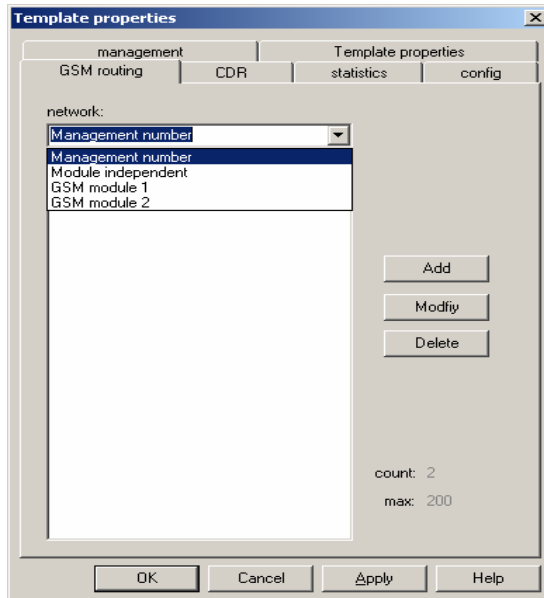 Template properties
management Template properties
GSM routing CDR statistics config
network:
Management number
Management number
Module independent
GSM module 1
GSM module 2
Add
Modfiy
Delete
count: 2
max: 200
OK Cancel Apply Help